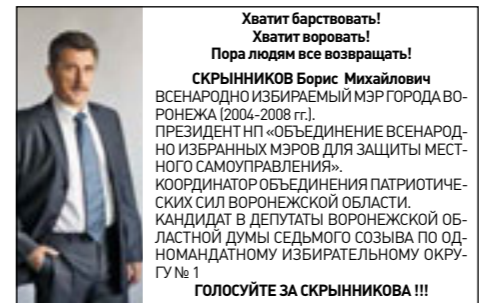 Хватит барствовать!
Хватит воровать!
Пора людям все возвращать!
СКРЫННИКОВ Борис Михайлович
ВСЕНАРОДНО ИЗБИРАЕМЫЙ МЭР ГОРОДА ВО-
РОНЕЖА (2004-2008 гг.).
ПРЕЗИДЕНТ НП «ОБЪЕДИНЕНИЕ ВСЕНАРОД-
НО ИЗБРАННЫХ МЭРОВ ДЛЯ ЗАЩИТЫ МЕСТ-
НОГО САМОУПРАВЛЕНИЯ».
КООРДИНАТОР ОБЪЕДИНЕНИЯ ПАТРИОТИЧЕ-
СКИХ СИЛ ВОРОНЕЖСКОЙ ОБЛАСТИ.
КАНДИДАТ В ДЕПУТАТЫ ВОРОНЕЖСКОЙ ОБ-
ЛАСТНОЙ ДУМЫ СЕДЬМОГО СОЗЫВА ПО ОД-
НОМАНДАТНОМУ ИЗБИРАТЕЛЬНОМУ ОКРУ-
ГУ № 1
ГОЛОСУЙТЕ ЗА СКРЫННИКОВА !!!